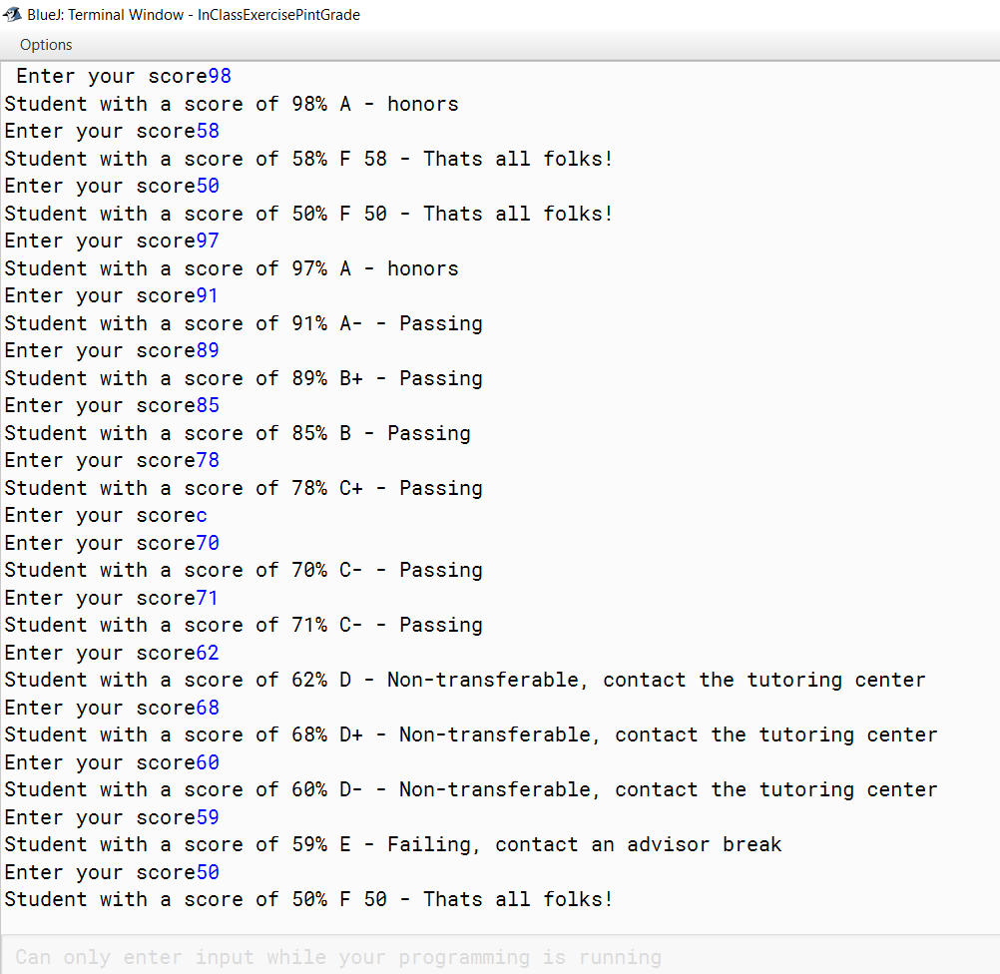 BlueJ: Terminal Window - InClassExercisePintGrade
Options
Enter your score98
Student with a score of 98% A - honors
Enter your score58
Student with a score of 58% F 58 - Thats all folks!
Enter your score50
Student with a score of 50% F 50 - Thats all folks!
Enter your score97
Student with a score of 97% A - honors
Enter your score91
Student with a score of 91% A- - Passing
Enter your score89
Student with a score of 89% B+ - Passing
Enter your score85
Student with a score of 85% B - Passing
Enter your score78
Student with a score of 78% C+ - Passing
Enter your scorec
Enter your score70
Student with a score of 70% C- - Passing
Enter your score71
Student with a score of 71% C- - Passing
Enter your score62
Student with a score of 62% D - Non-transferable, contact the tutoring center
Enter your score68
Student with a score of 68% D+ - Non-transferable, contact the tutoring center
Enter your score60
Student with a score of 60% D- - Non-transferable, contact the tutoring center
Enter your score59
Student with a score of 59% E - Failing, contact an advisor break
Enter your score50
Student with a score of 50% F 50 - Thats all folks!
Can only enter input while your programming is running